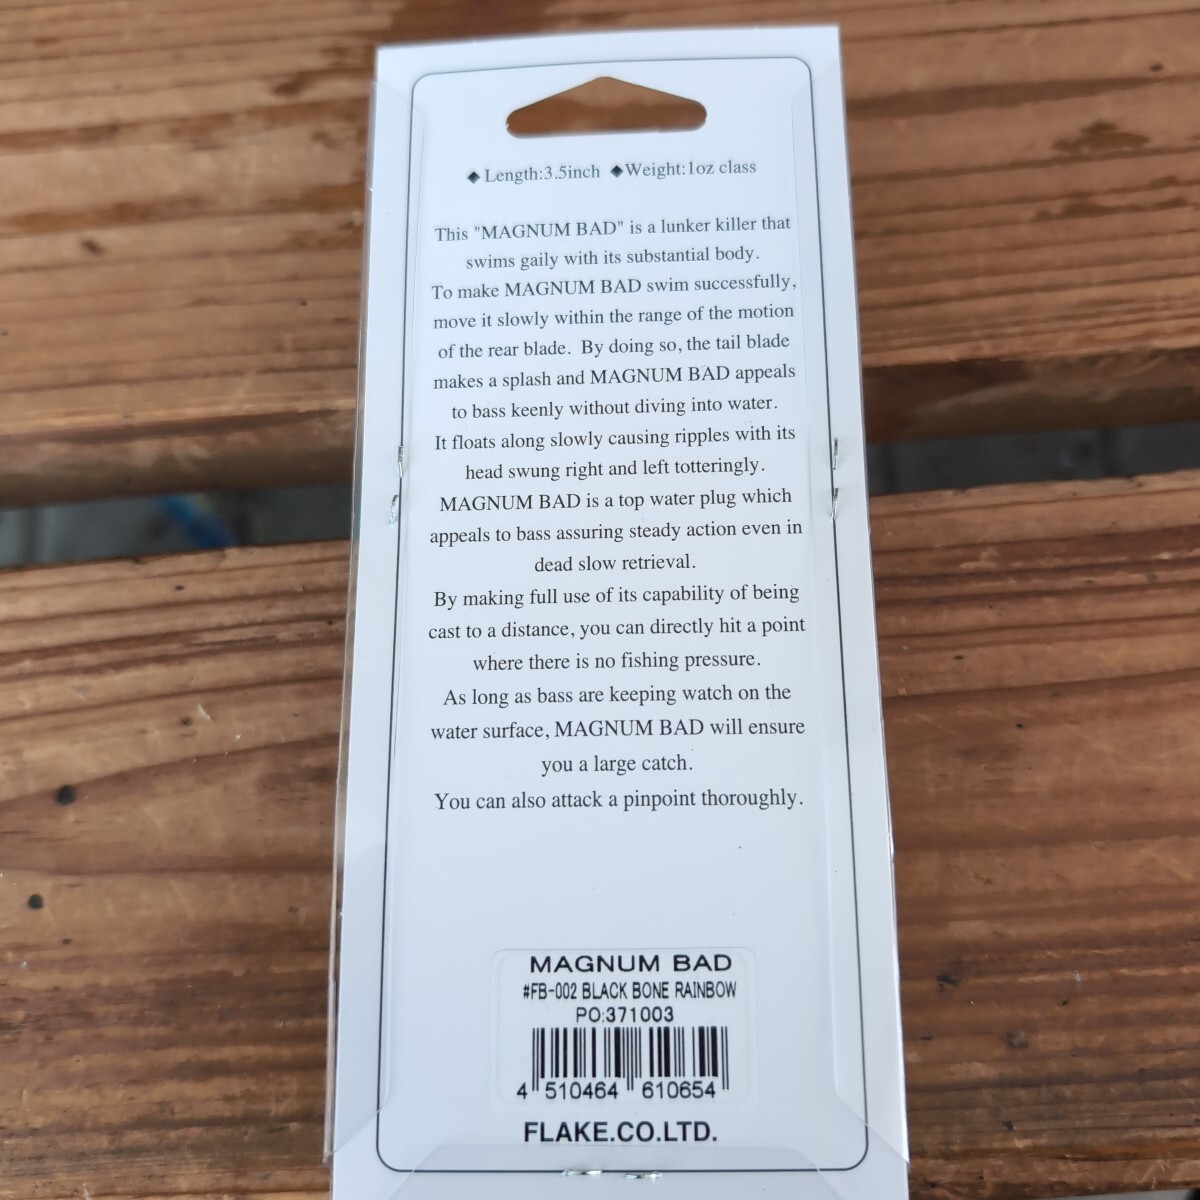 ◆Length:3.5inch ◆Weight:1oz class
This "MAGNUM BAD" is a lunker killer that
swims gaily with its substantial body.
To make MAGNUM BAD swim successfully,
move it slowly within the range of the motion
of the rear blade. By doing so, the tail blade
makes a splash and MAGNUM BAD appeals
to bass keenly without diving into water.
It floats along slowly causing ripples with its
head swung right and left totteringly.
MAGNUM BAD is a top water plug which
appeals to bass assuring steady action even in
dead slow retrieval.
By making full use of its capability of being
cast to a distance, you can directly hit a point
where there is no fishing pressure.
As long as bass are keeping watch on the
water surface, MAGNUM BAD will ensure
you a large catch.
You can also attack a pinpoint thoroughly.
MAGNUM BAD
#FB-002 BLACK BONE RAINBOW
PO:371003
4 510464 610654
FLAKE.CO.LTD.